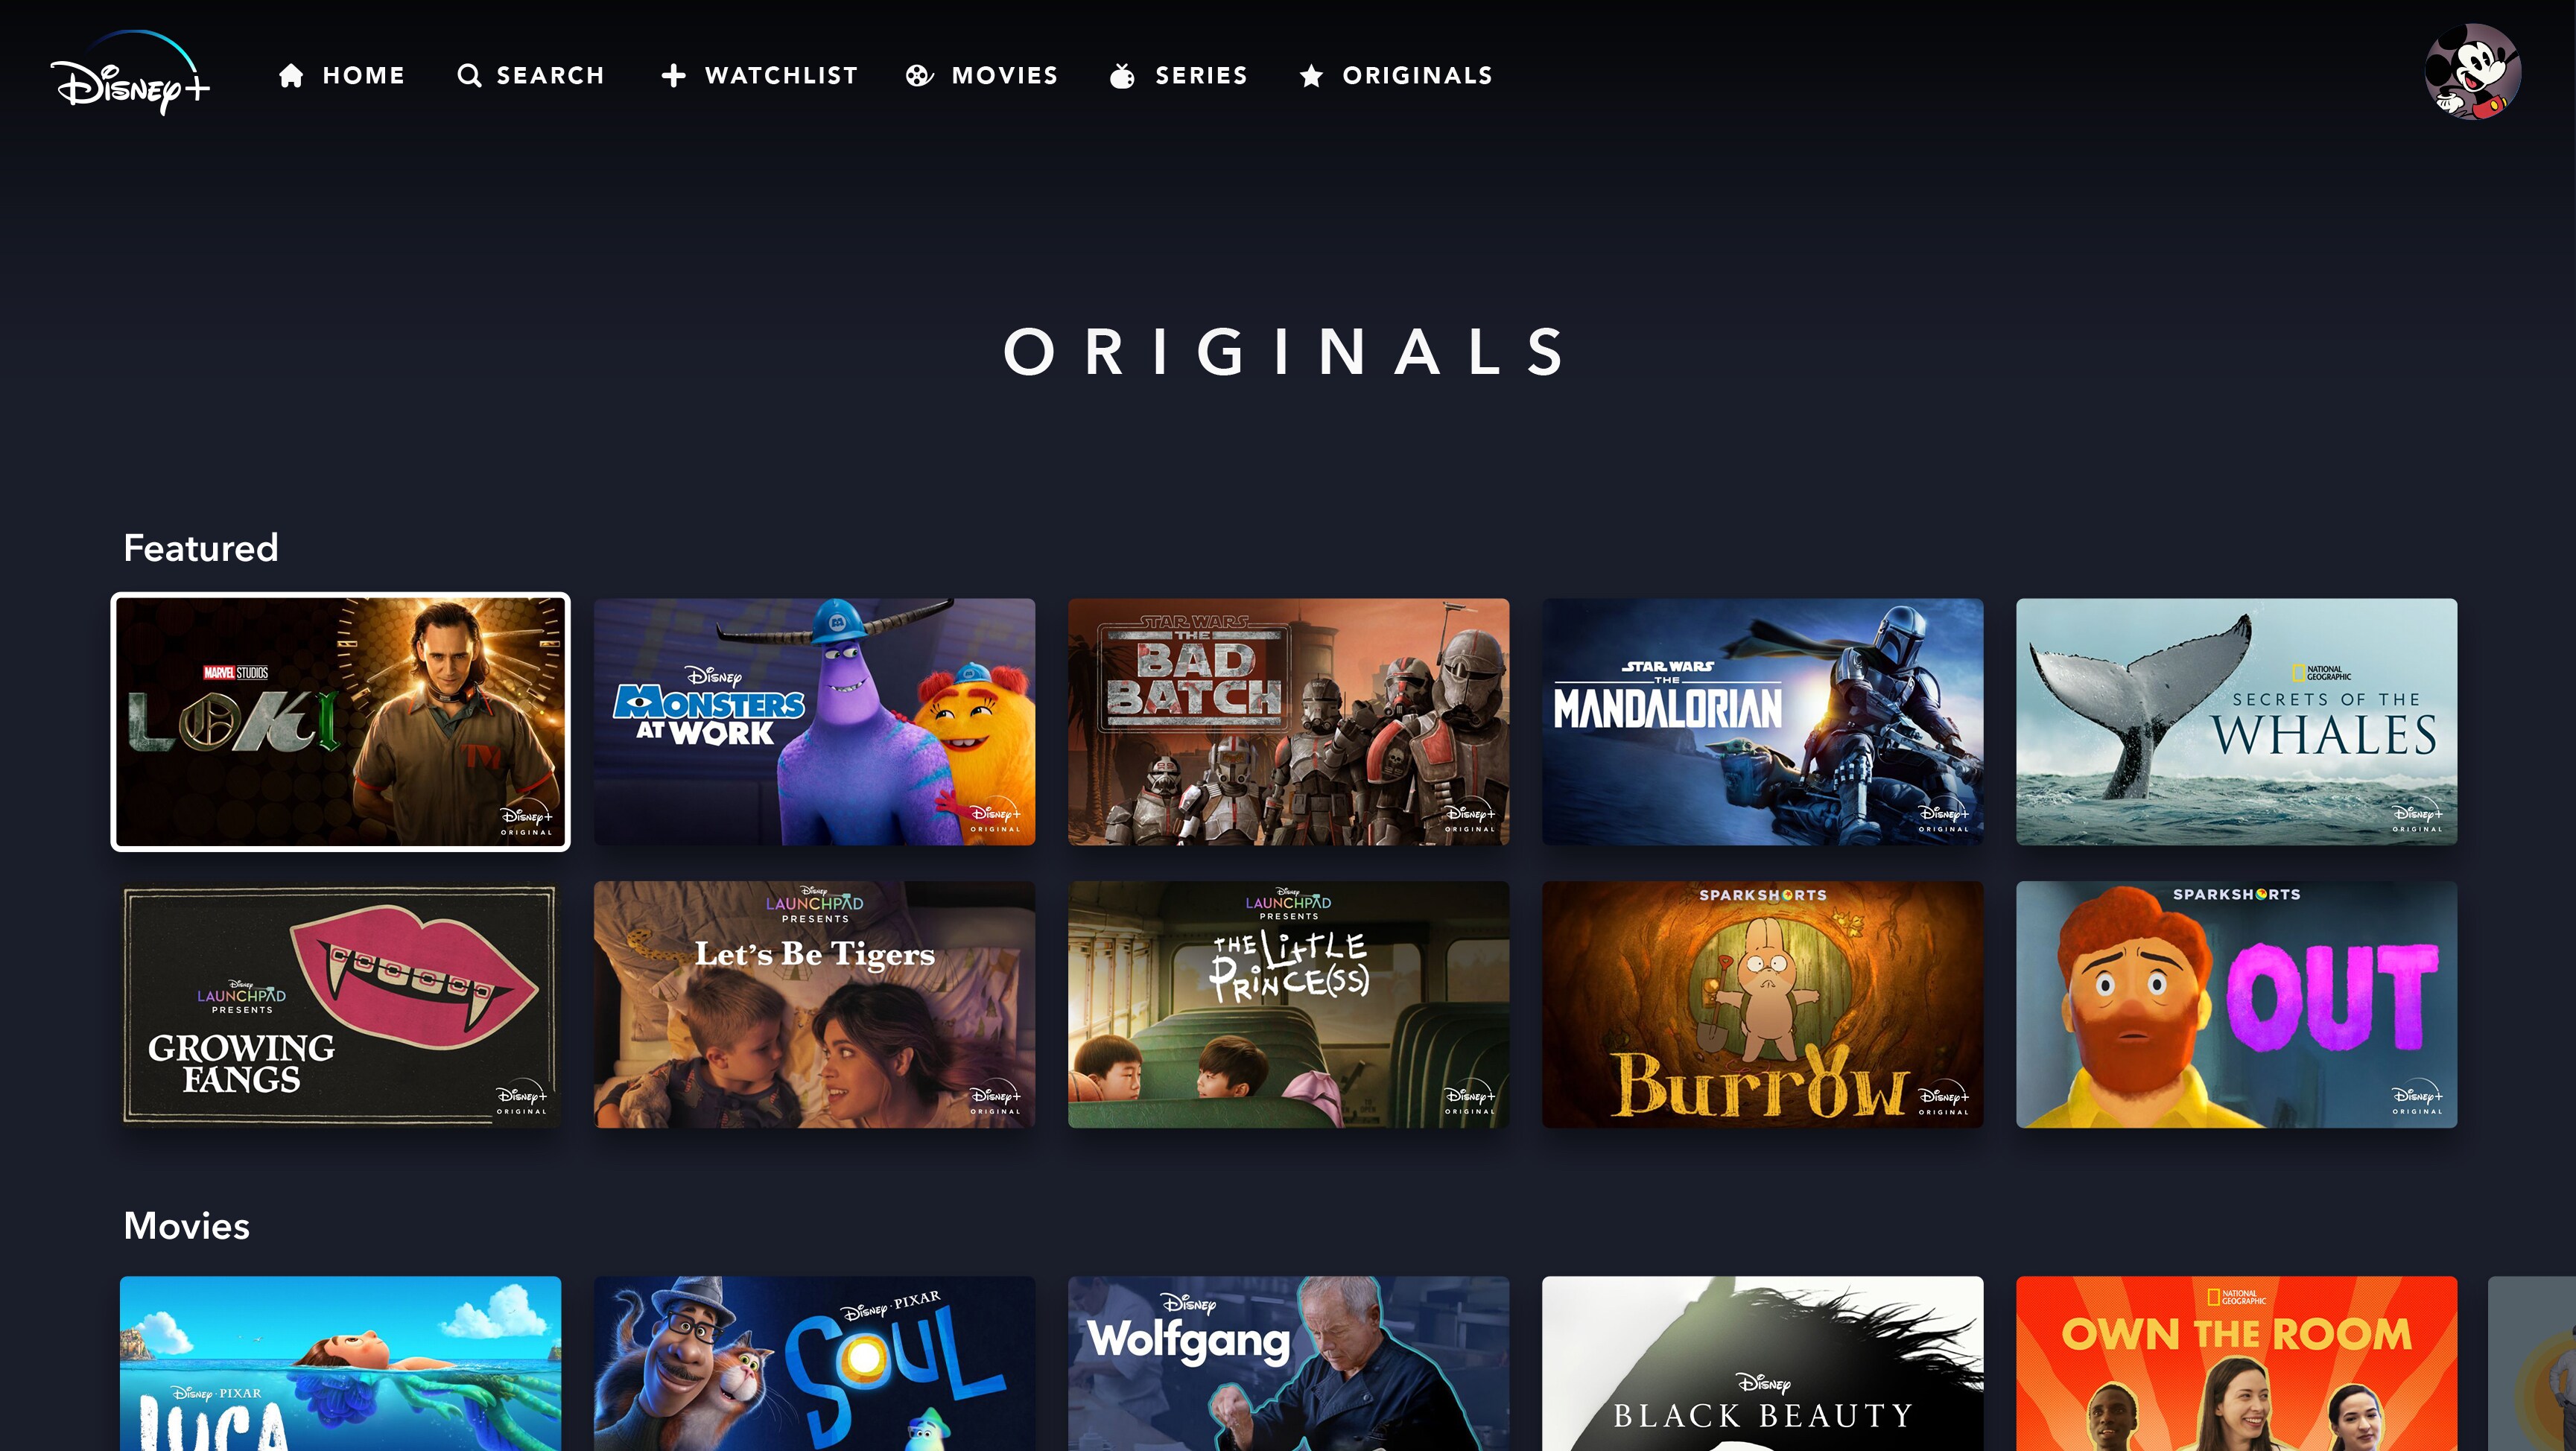 Disney+
HOME
SEARCH
WATCHLIST
MOVIES
SERIES
ORIGINALS
ORIGINALS
Featured
MARVEL STUDIOS
LOKI
TVA
Disney+
ORIGINAL
Disney
MONSTERS
AT WORK
Disney+
ORIGINAL
STAR WARS
THE
BAD
BATCH
Disney+
ORIGINAL
STAR WARS
THE
MANDALORIAN
Disney+
ORIGINAL
NATIONAL
GEOGRAPHIC
SECRETS OF THE
WHALES
Disney+
ORIGINAL
Disney
LAUNCHPAD
PRESENTS
GROWING
FANGS
Disney+
ORIGINAL
Disney
LAUNCHPAD
PRESENTS
Let's Be Tigers
Disney+
ORIGINAL
Disney
LAUNCHPAD
PRESENTS
THE LITTLE
PRINCE(SS)
Disney+
ORIGINAL
SPARKSHORTS
Burrow
Disney+
ORIGINAL
SPARKSHORTS
OUT
Disney+
ORIGINAL
Movies
Disney · PIXAR
LUCA
Disney · PIXAR
SOUL
Disney
Wolfgang
Disney
BLACK BEAUTY
NATIONAL
GEOGRAPHIC
OWN THE ROOM